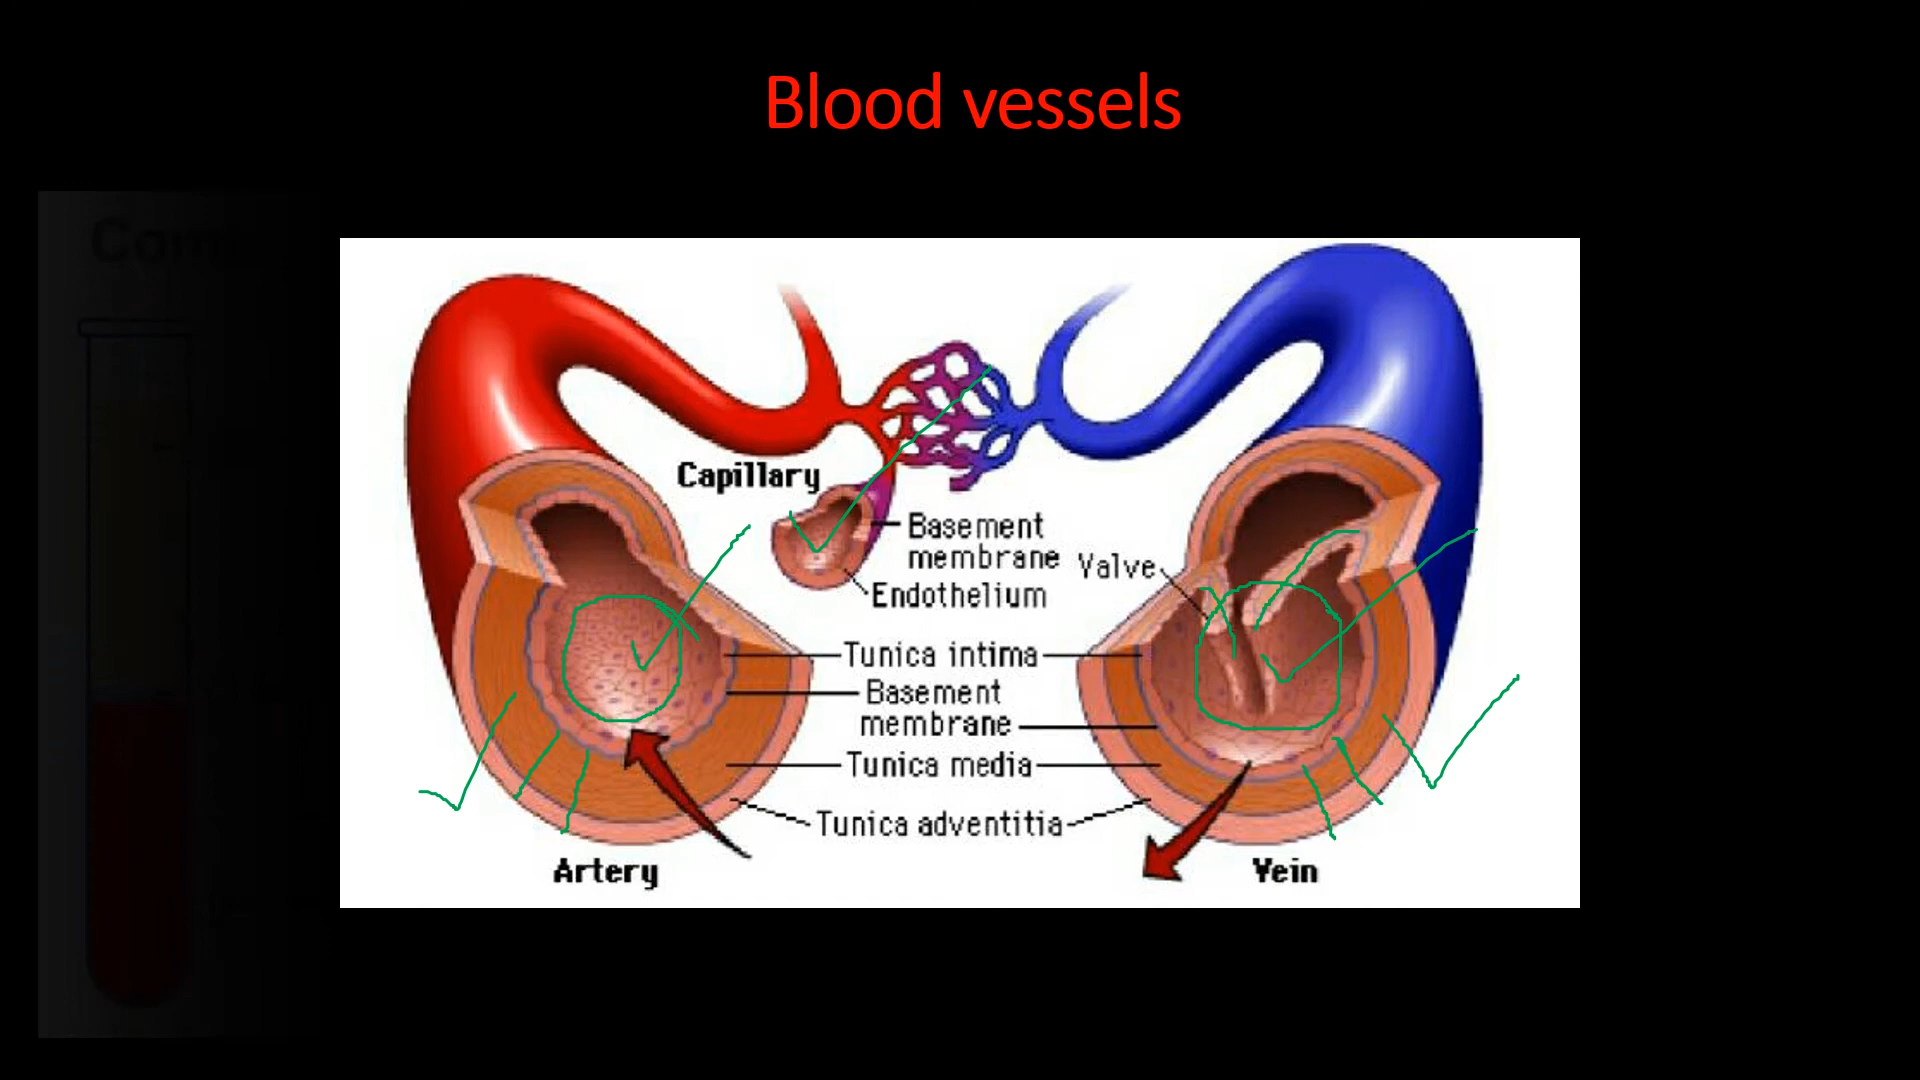 Blood vessels
Capillary
Basement
membrane
Valve
Endothelium
Tunica intima
Basement
membrane
Tunica media
Tunica adventitia
Artery
Vein